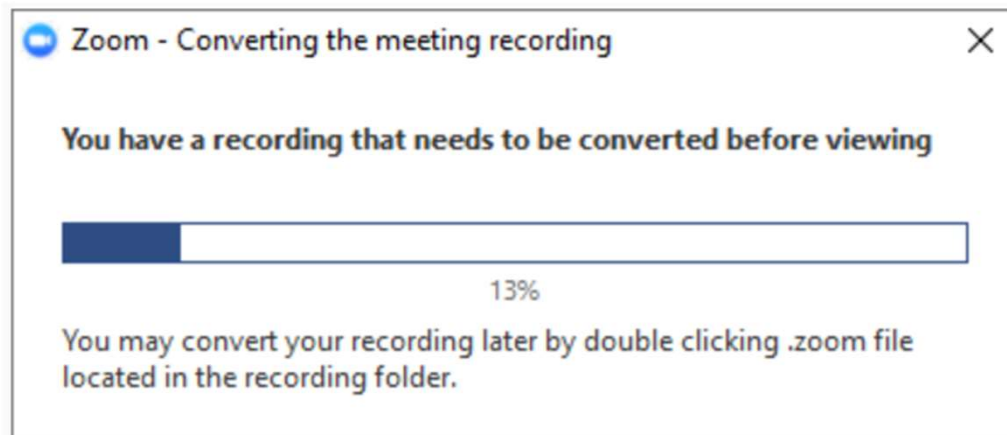 Zoom - Converting the meeting recording
You have a recording that needs to be converted before viewing
13%
You may convert your recording later by double clicking .zoom file
located in the recording folder.